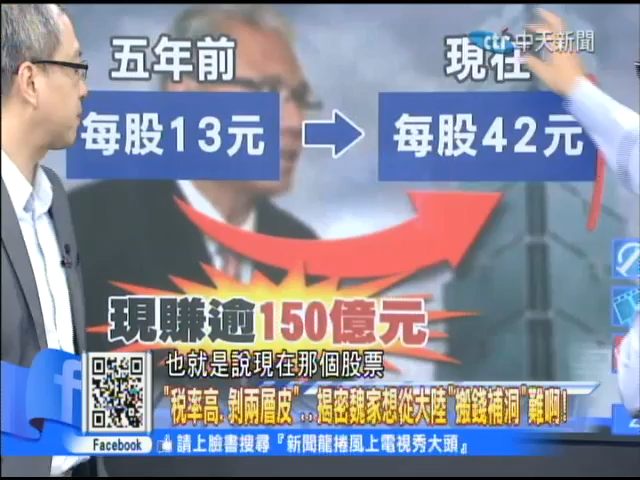 ctv中天新聞
五年前
現在
每股13元
每股42元
現賺逾150億元
也就是說現在那個股票
"稅率高.剝兩層皮"..揭密魏家想從大陸"搬錢補洞"難啊!
Facebook
請上臉書搜尋『新聞龍捲風上電視秀大頭』